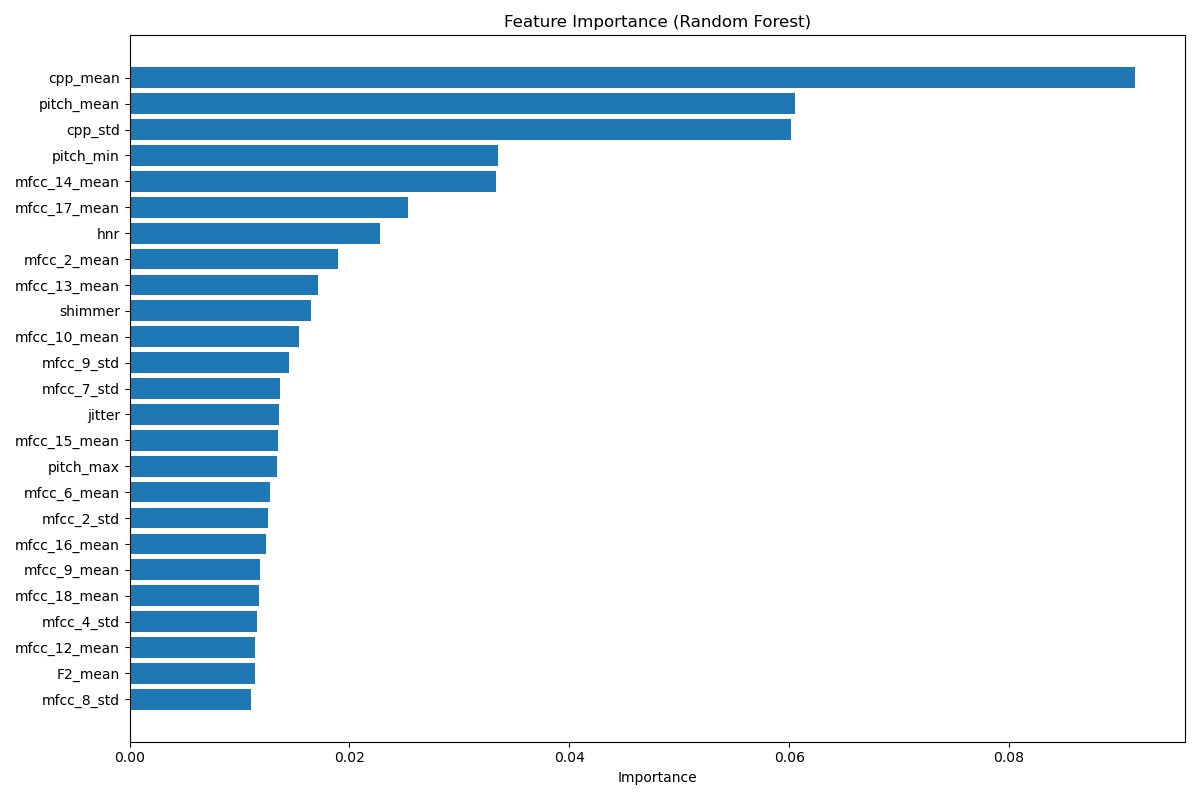 Feature Importance (Random Forest)
cpp_mean
pitch_mean
cpp_std
pitch_min
mfcc_14_mean
mfcc_17_mean
hnr
mfcc_2_mean
mfcc_13_mean
shimmer
mfcc_10_mean
mfcc_9_std
mfcc_7_std
jitter
mfcc_15_mean
pitch_max
mfcc_6_mean
mfcc_2_std
mfcc_16_mean
mfcc_9_mean
mfcc_18_mean
mfcc_4_std
mfcc_12_mean
F2_mean
mfcc_8_std
0.00 0.02 0.04 0.06 0.08
Importance